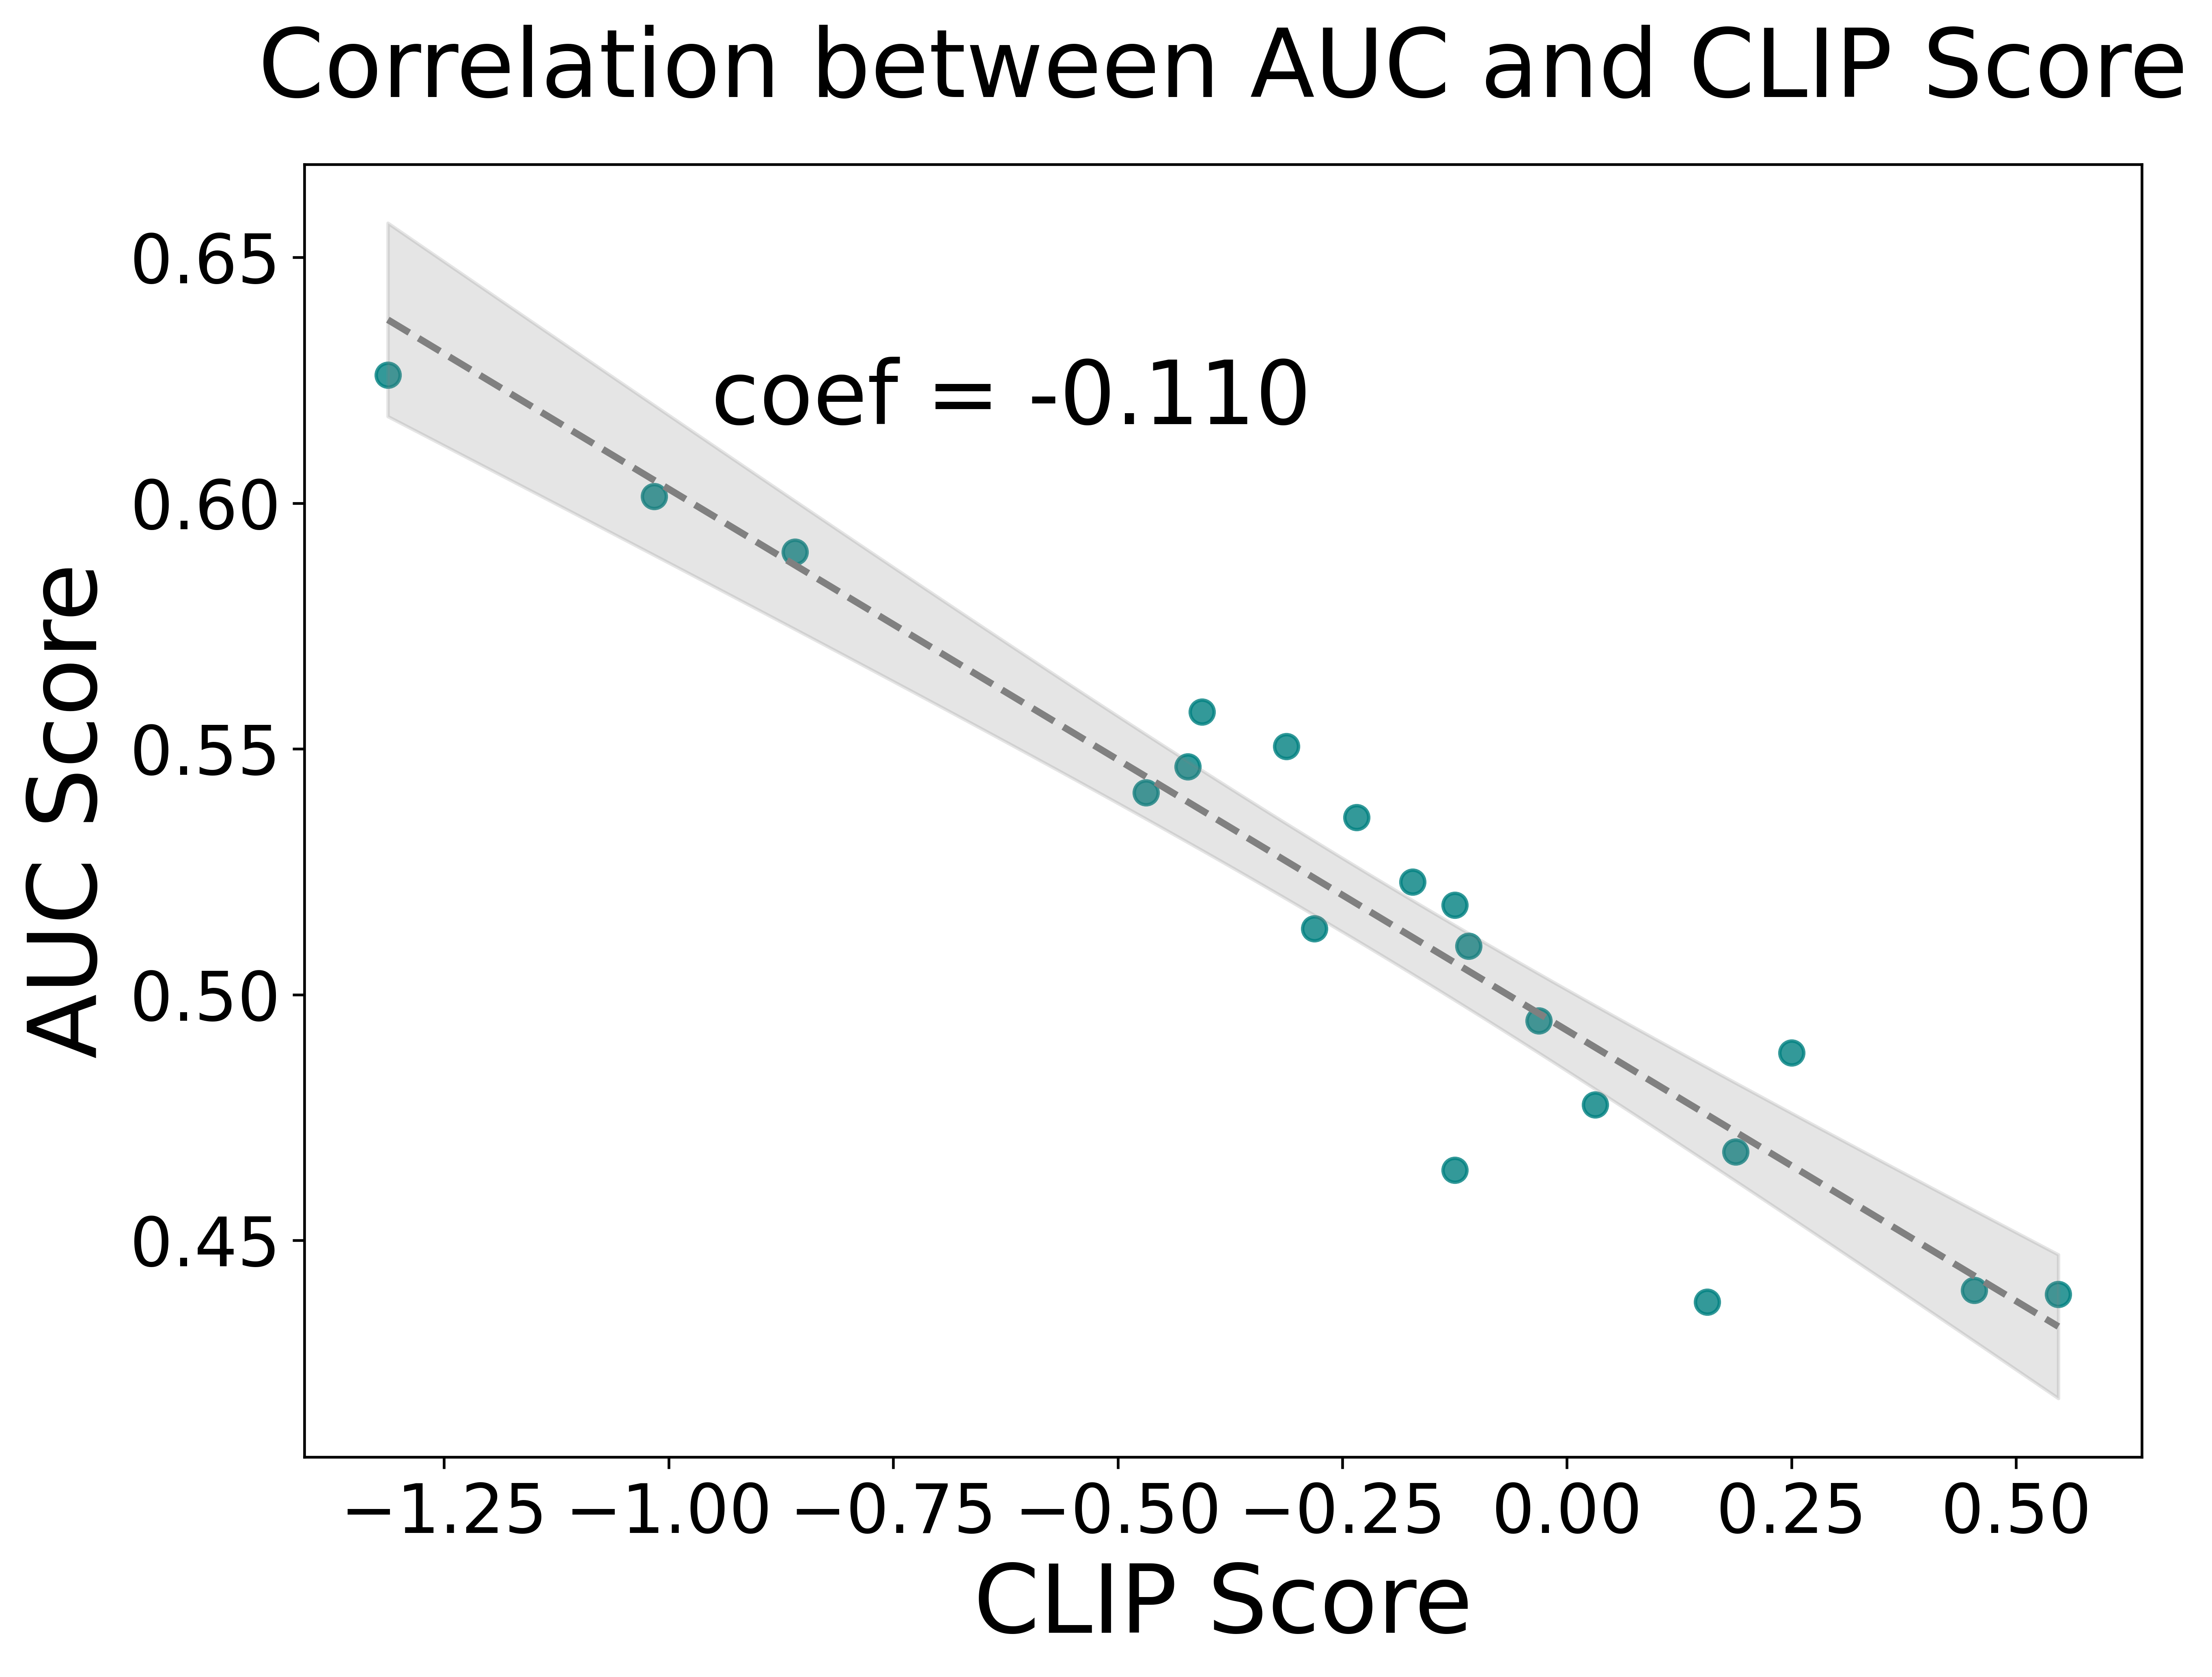 Correlation between AUC and CLIP Score
coef = -0.110
AUC Score
0.65
0.60
0.55
0.50
0.45
−1.25 −1.00 −0.75 −0.50 −0.25 0.00 0.25 0.50
CLIP Score